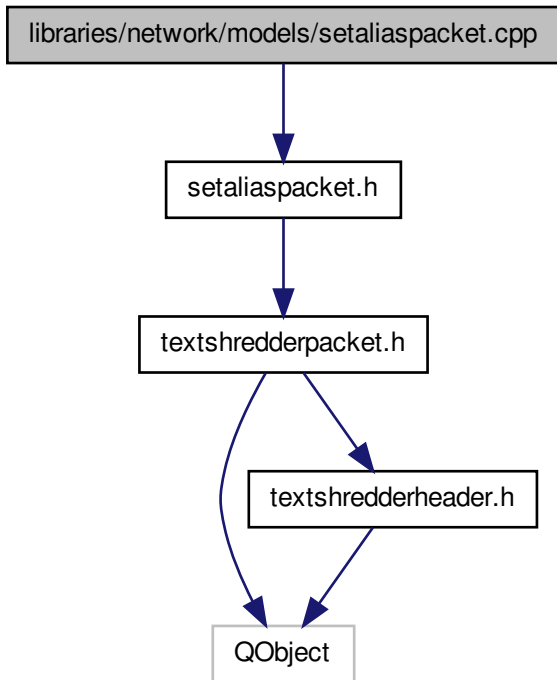 libraries/network/models/setaliaspacket.cpp
setaliaspacket.h
textshredderpacket.h
textshredderheader.h
QObject